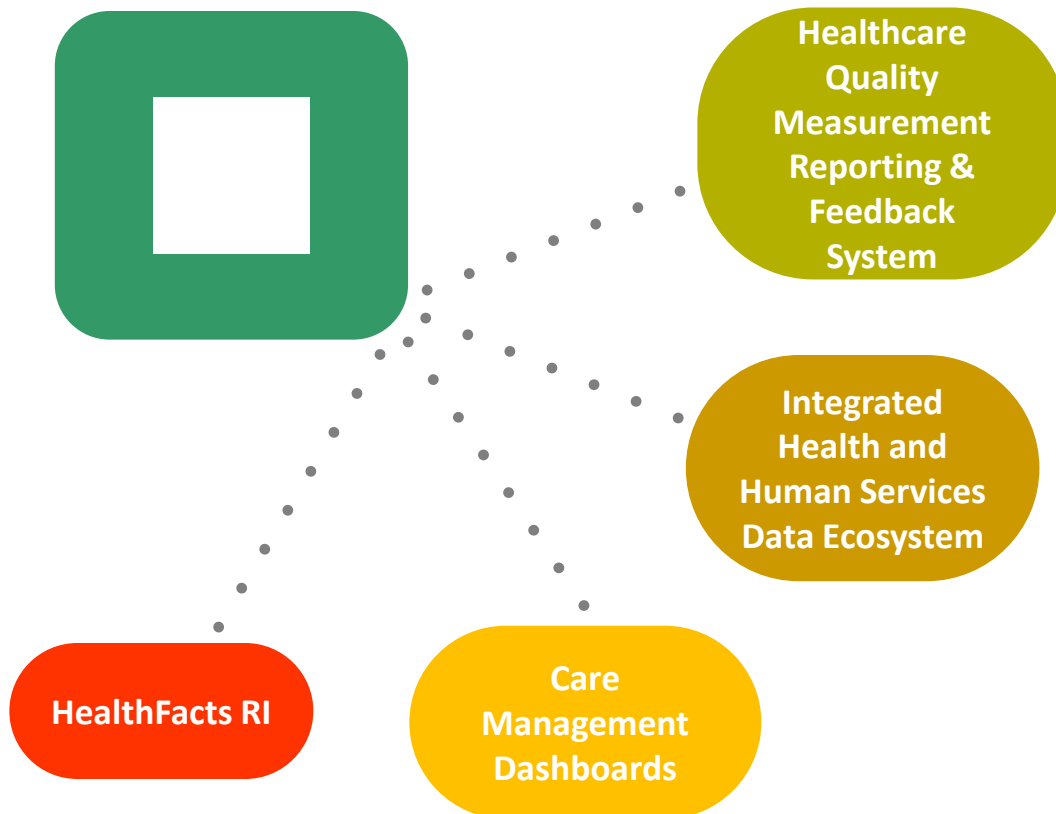 Healthcare
Quality
Measurement
Reporting &
Feedback
System
Integrated
Health and
Human Services
Data Ecosystem
HealthFacts RI
Care
Management
Dashboards